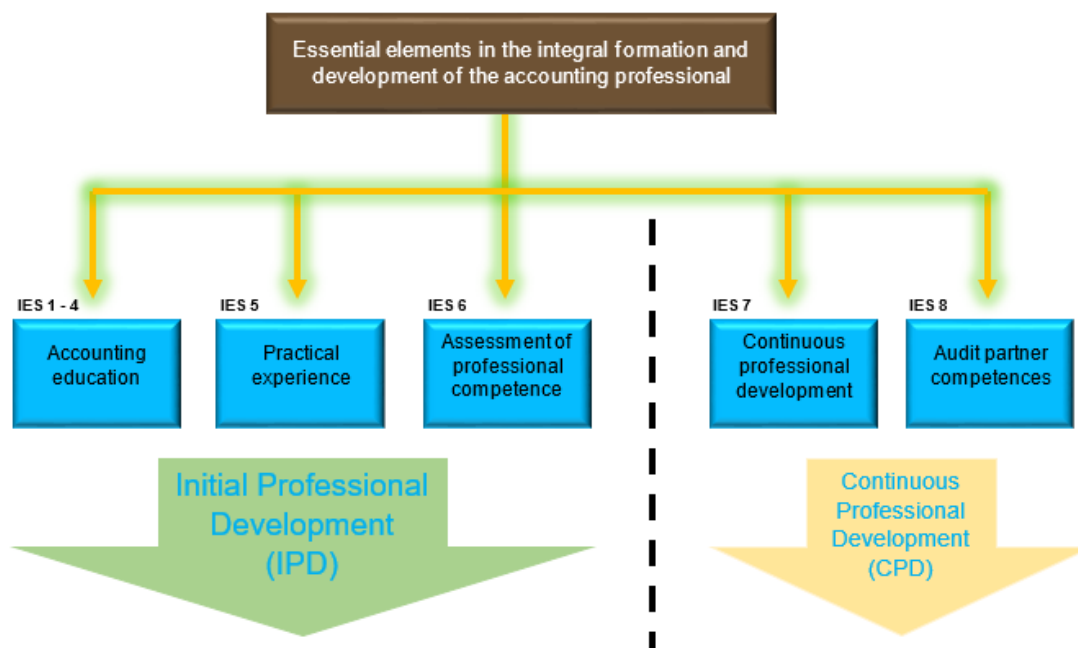 Essential elements in the integral formation and
development of the accounting professional
IES 1 - 4
Accounting
education
IES 5
Practical
experience
IES 6
Assessment of
professional
competence
IES 7
Continuous
professional
development
IES 8
Audit partner
competences
Initial Professional
Development
(IPD)
Continuous
Professional
Development
(CPD)